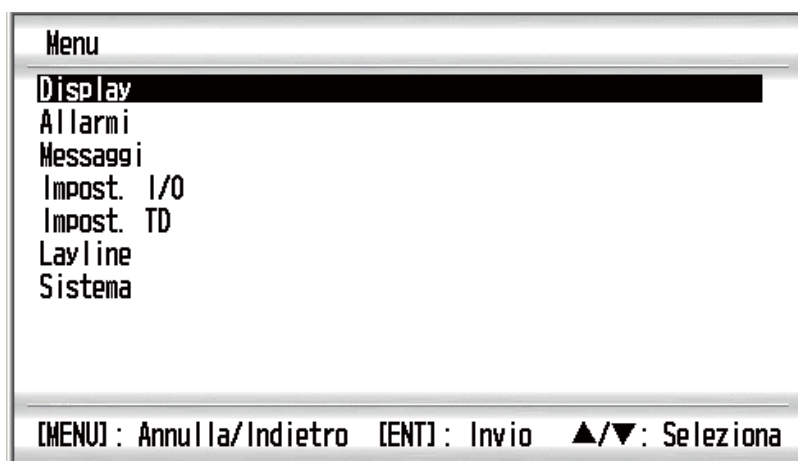 Menu
Display
Allarmi
Messaggi
Impost. I/O
Impost. TD
Layline
Sistema
[MENU]: Annulla/Indietro [ENT]: Invio ▲/▼: Seleziona